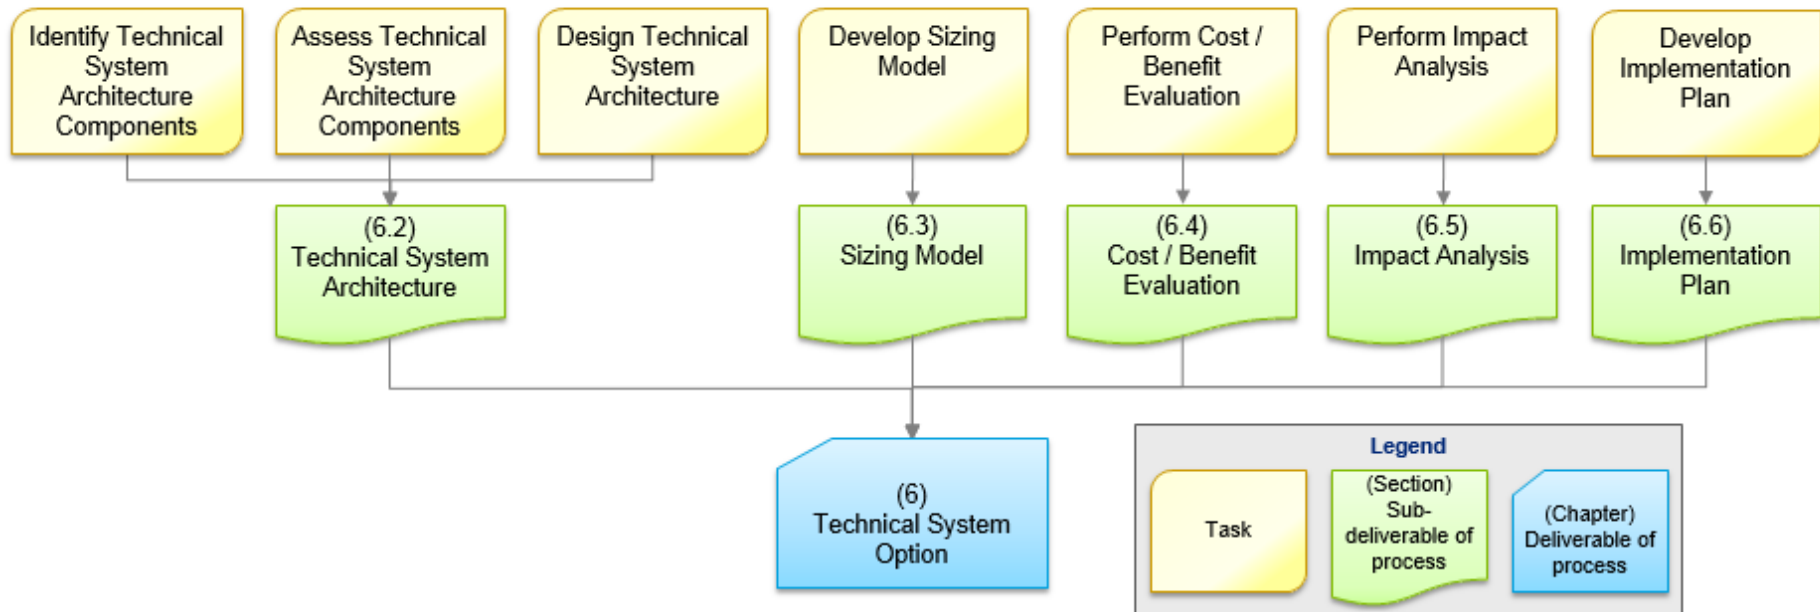 Identify Technical
System
Architecture
Components
Assess Technical
System
Architecture
Components
Design Technical
System
Architecture
Develop Sizing
Model
Perform Cost /
Benefit
Evaluation
Perform Impact
Analysis
Develop
Implementation
Plan
(6.2)
Technical System
Architecture
(6.3)
Sizing Model
(6.4)
Cost / Benefit
Evaluation
(6.5)
Impact Analysis
(6.6)
Implementation
Plan
(6)
Technical System
Option
Legend
Task
(Section)
Sub-
deliverable of
process
(Chapter)
Deliverable of
process